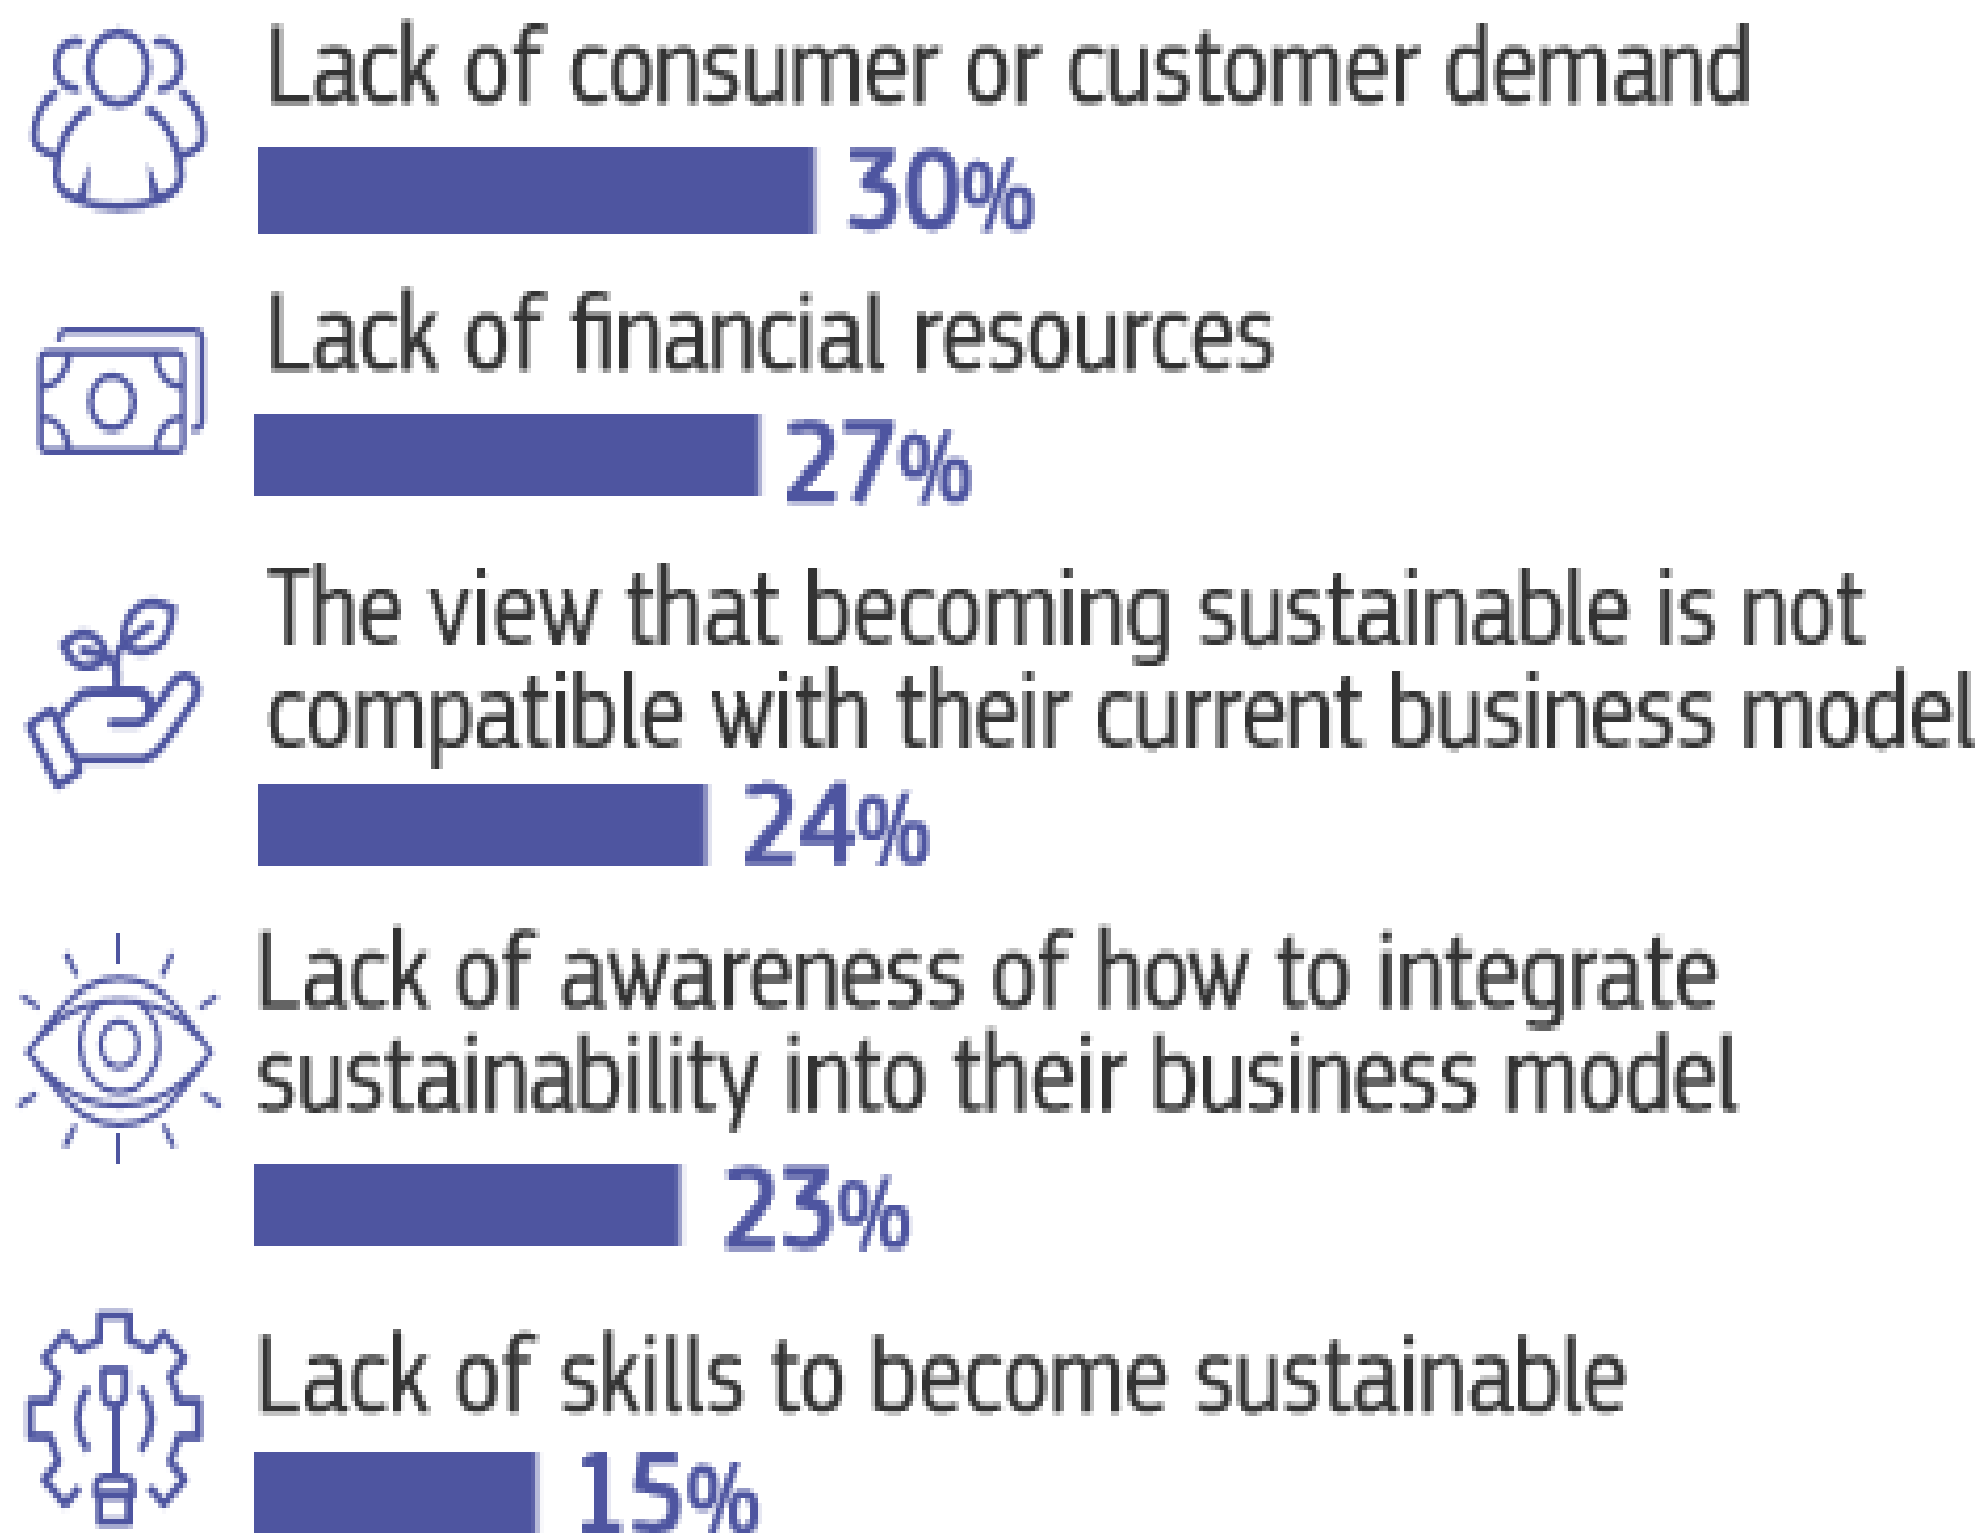 Lack of consumer or customer demand
30%
Lack of financial resources
27%
The view that becoming sustainable is not
compatible with their current business model
24%
Lack of awareness of how to integrate
sustainability into their business model
23%
Lack of skills to become sustainable
15%